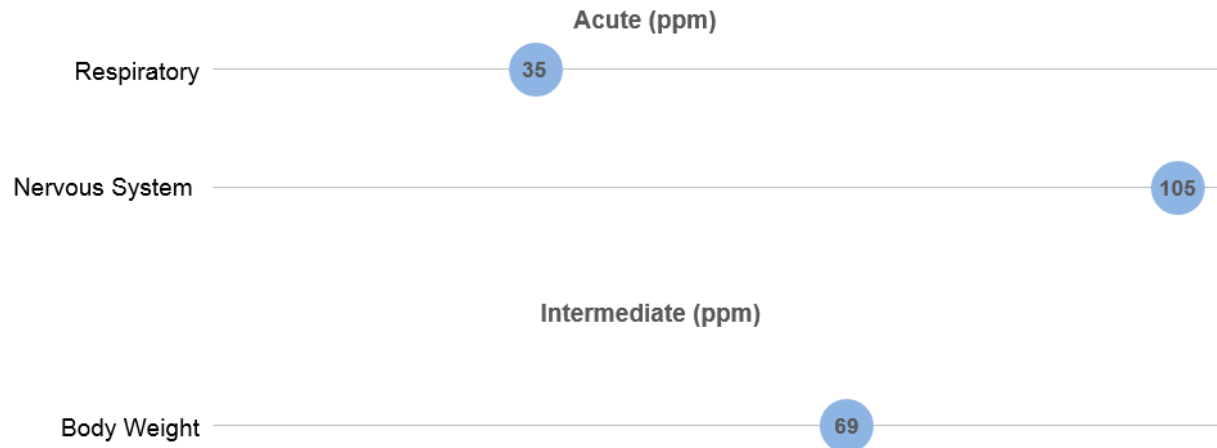 Acute (ppm)
Respiratory 35
Nervous System 105
Intermediate (ppm)
Body Weight 69